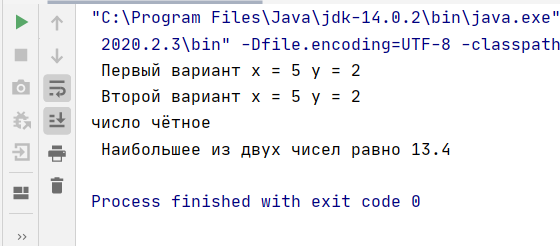 "C:\Program Files\Java\jdk-14.0.2\bin\java.exe"
2020.2.3\bin" -Dfile.encoding=UTF-8 -classpath
Первый вариант x = 5 y = 2
Второй вариант x = 5 y = 2
число чётное
Наибольшее из двух чисел равно 13.4
Process finished with exit code 0